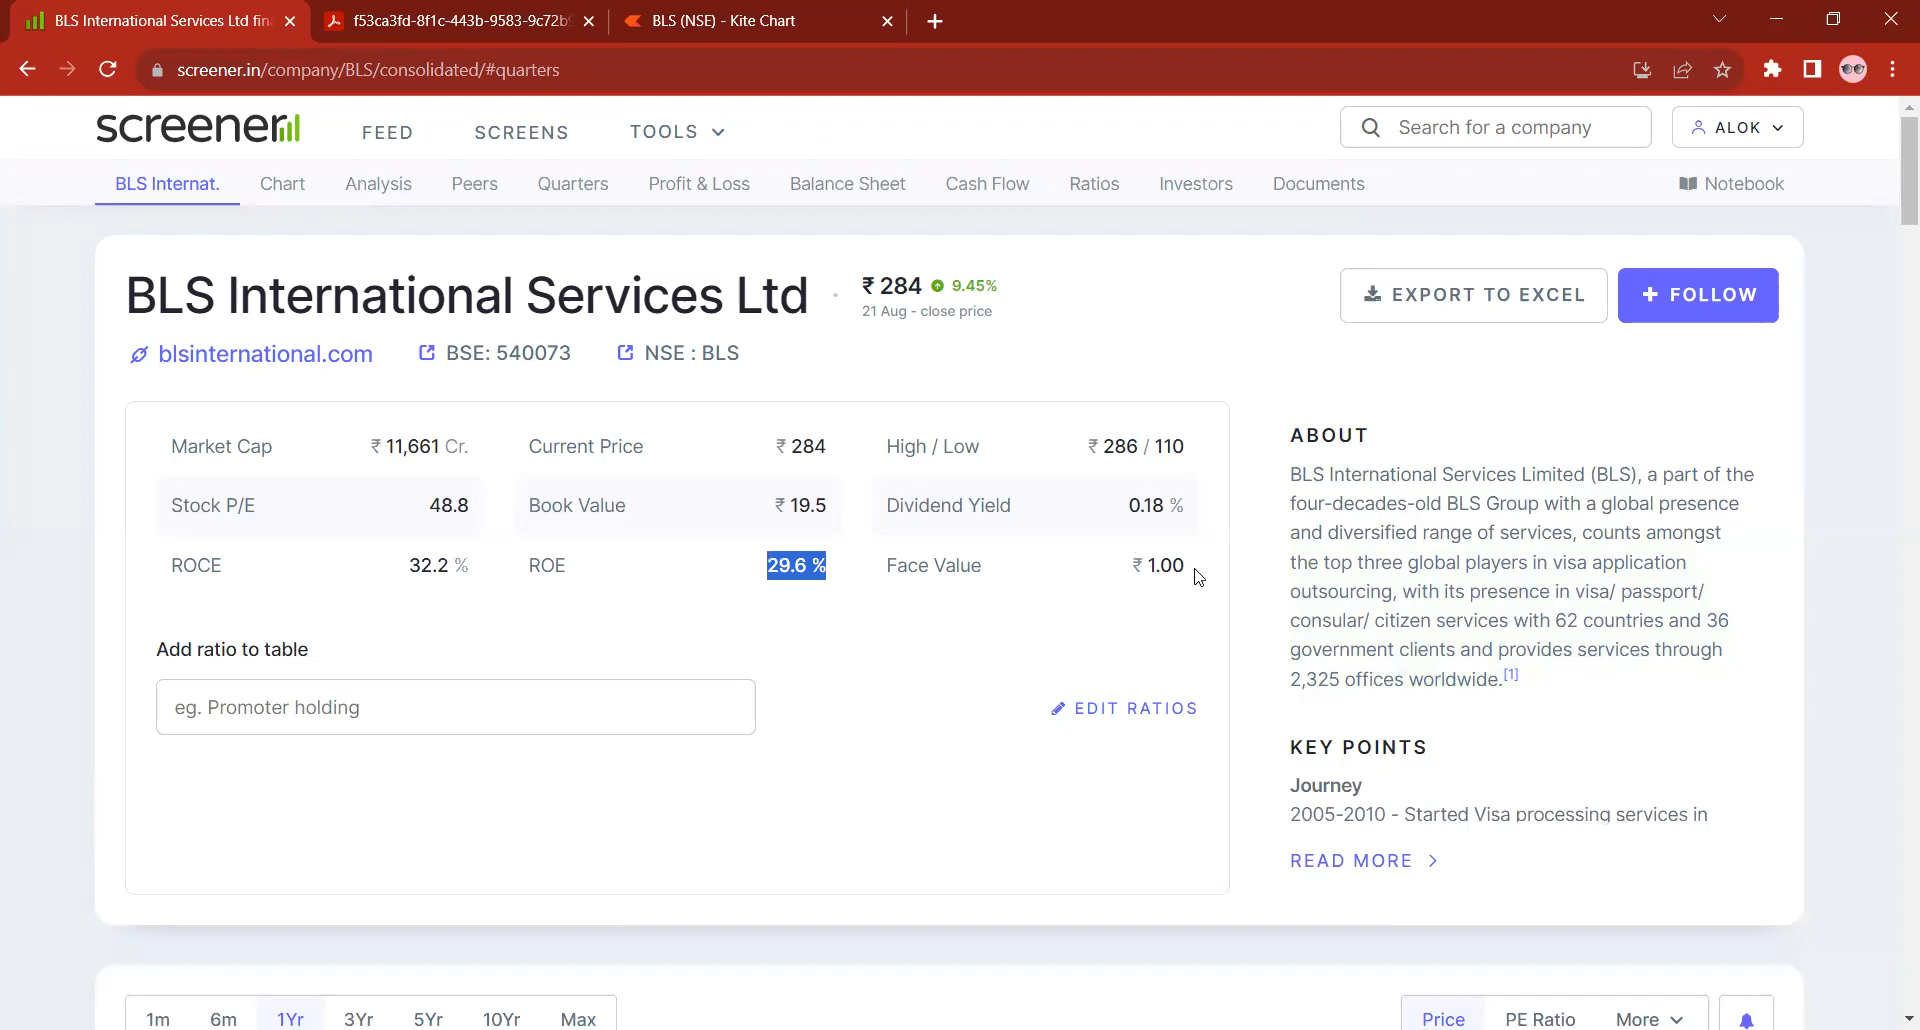 BLS International Services Ltd fin
f53ca3fd-8f1c-443b-9583-9c72b
BLS (NSE) - Kite Chart
screener.in/company/BLS/consolidated/#quarters
screener
FEED SCREENS TOOLS
Search for a company
ALOK
BLS Internat. Chart Analysis Peers Quarters Profit & Loss Balance Sheet Cash Flow Ratios Investors Documents Notebook
BLS International Services Ltd
₹ 284 9.45%
21 Aug - close price
EXPORT TO EXCEL
+ FOLLOW
blsinternational.com BSE: 540073 NSE : BLS
Market Cap ₹ 11,661 Cr. Current Price ₹ 284 High / Low ₹ 286 / 110
Stock P/E 48.8 Book Value ₹ 19.5 Dividend Yield 0.18 %
ROCE 32.2 % ROE 29.6 % Face Value ₹ 1.00
Add ratio to table
eg. Promoter holding
EDIT RATIOS
ABOUT
BLS International Services Limited (BLS), a part of the
four-decades-old BLS Group with a global presence
and diversified range of services, counts amongst
the top three global players in visa application
outsourcing, with its presence in visa/ passport/
consular/ citizen services with 62 countries and 36
government clients and provides services through
2,325 offices worldwide.[1]
KEY POINTS
Journey
2005-2010 - Started Visa processing services in
READ MORE
1m 6m 1Yr 3Yr 5Yr 10Yr Max
Price PE Ratio More